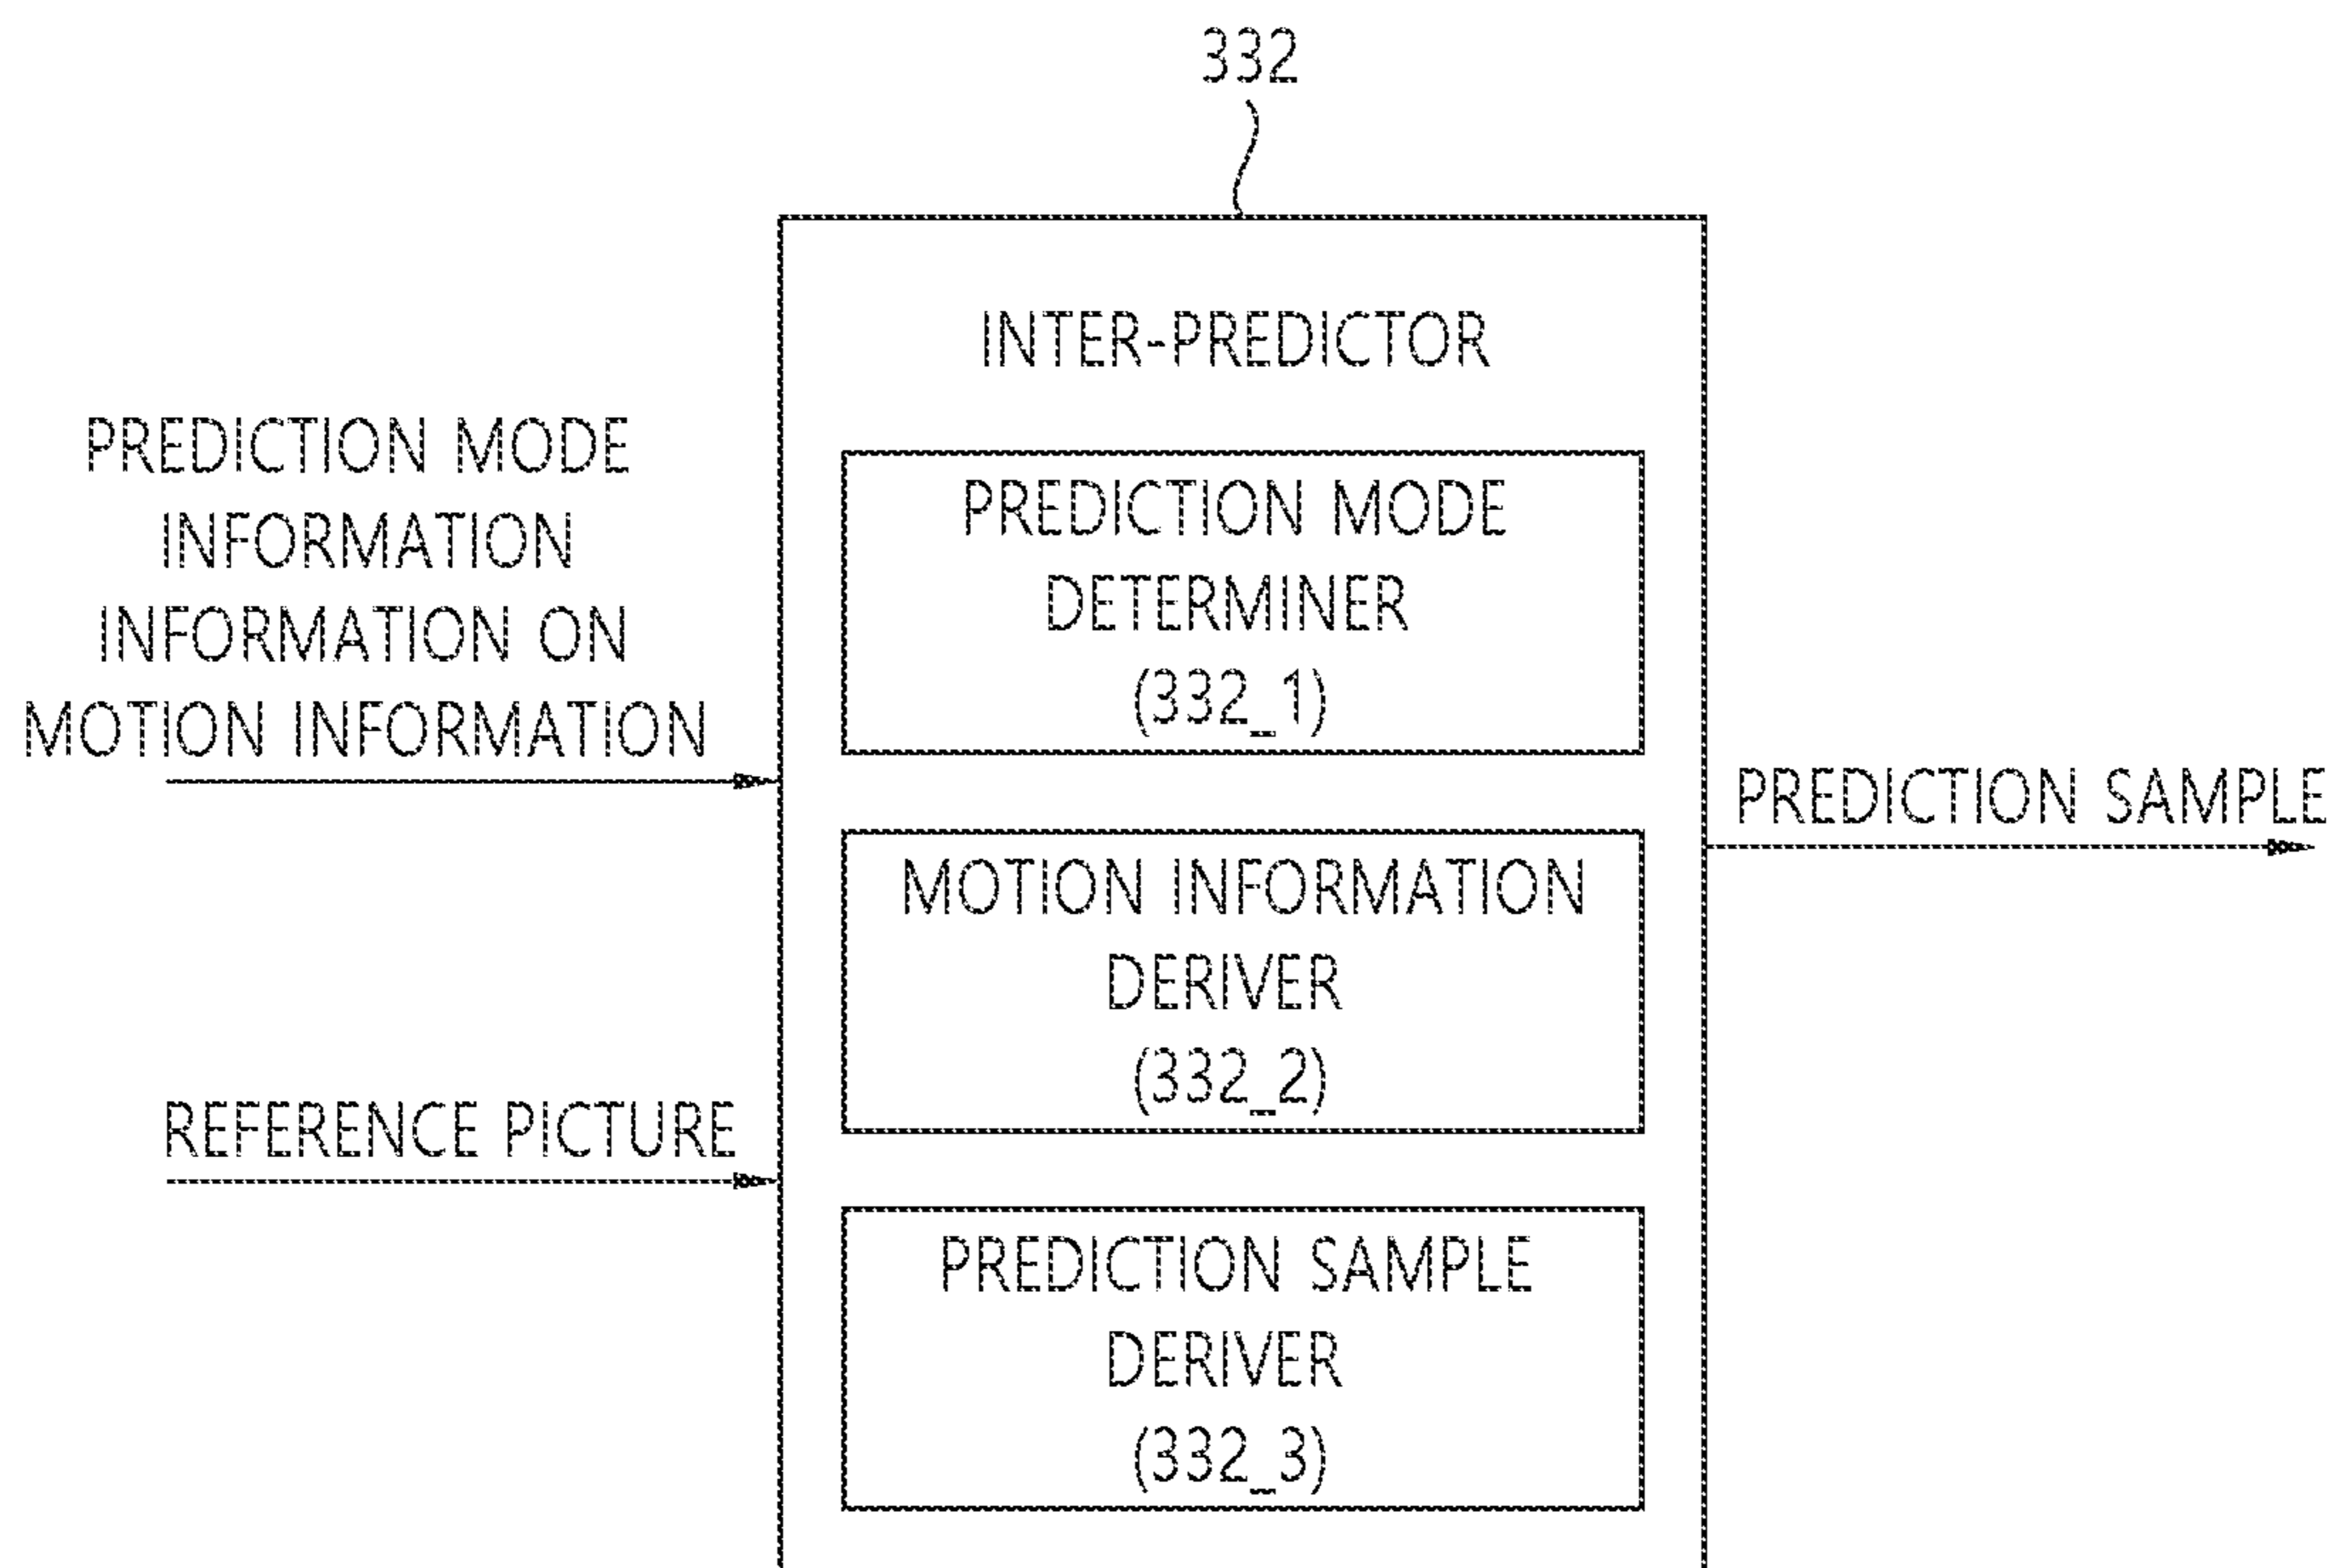 332
INTER-PREDICTOR
PREDICTION MODE
INFORMATION
INFORMATION ON
MOTION INFORMATION
REFERENCE PICTURE
PREDICTION MODE
DETERMINER
(332_1)
MOTION INFORMATION
DERIVER
(332_2)
PREDICTION SAMPLE
DERIVER
(332_3)
PREDICTION SAMPLE